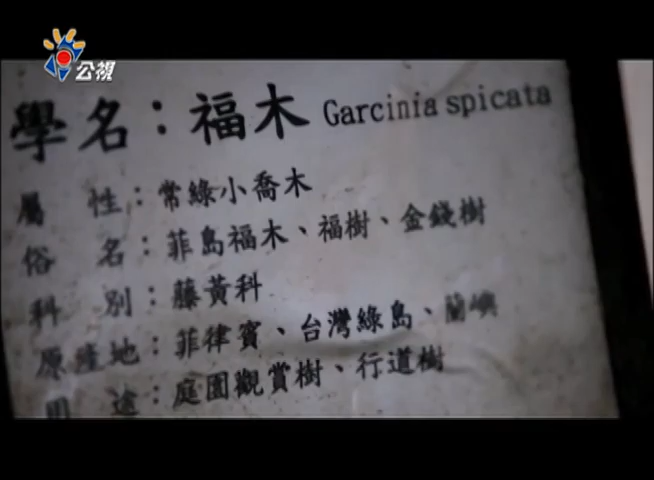 公視
學名：福木 Garcinia spicata
屬　性：常綠小喬木
俗　名：菲島福木、福樹、金錢樹
科　別：藤黃科
原產地：菲律賓、台灣綠島、蘭嶼
用　途：庭園觀賞樹、行道樹